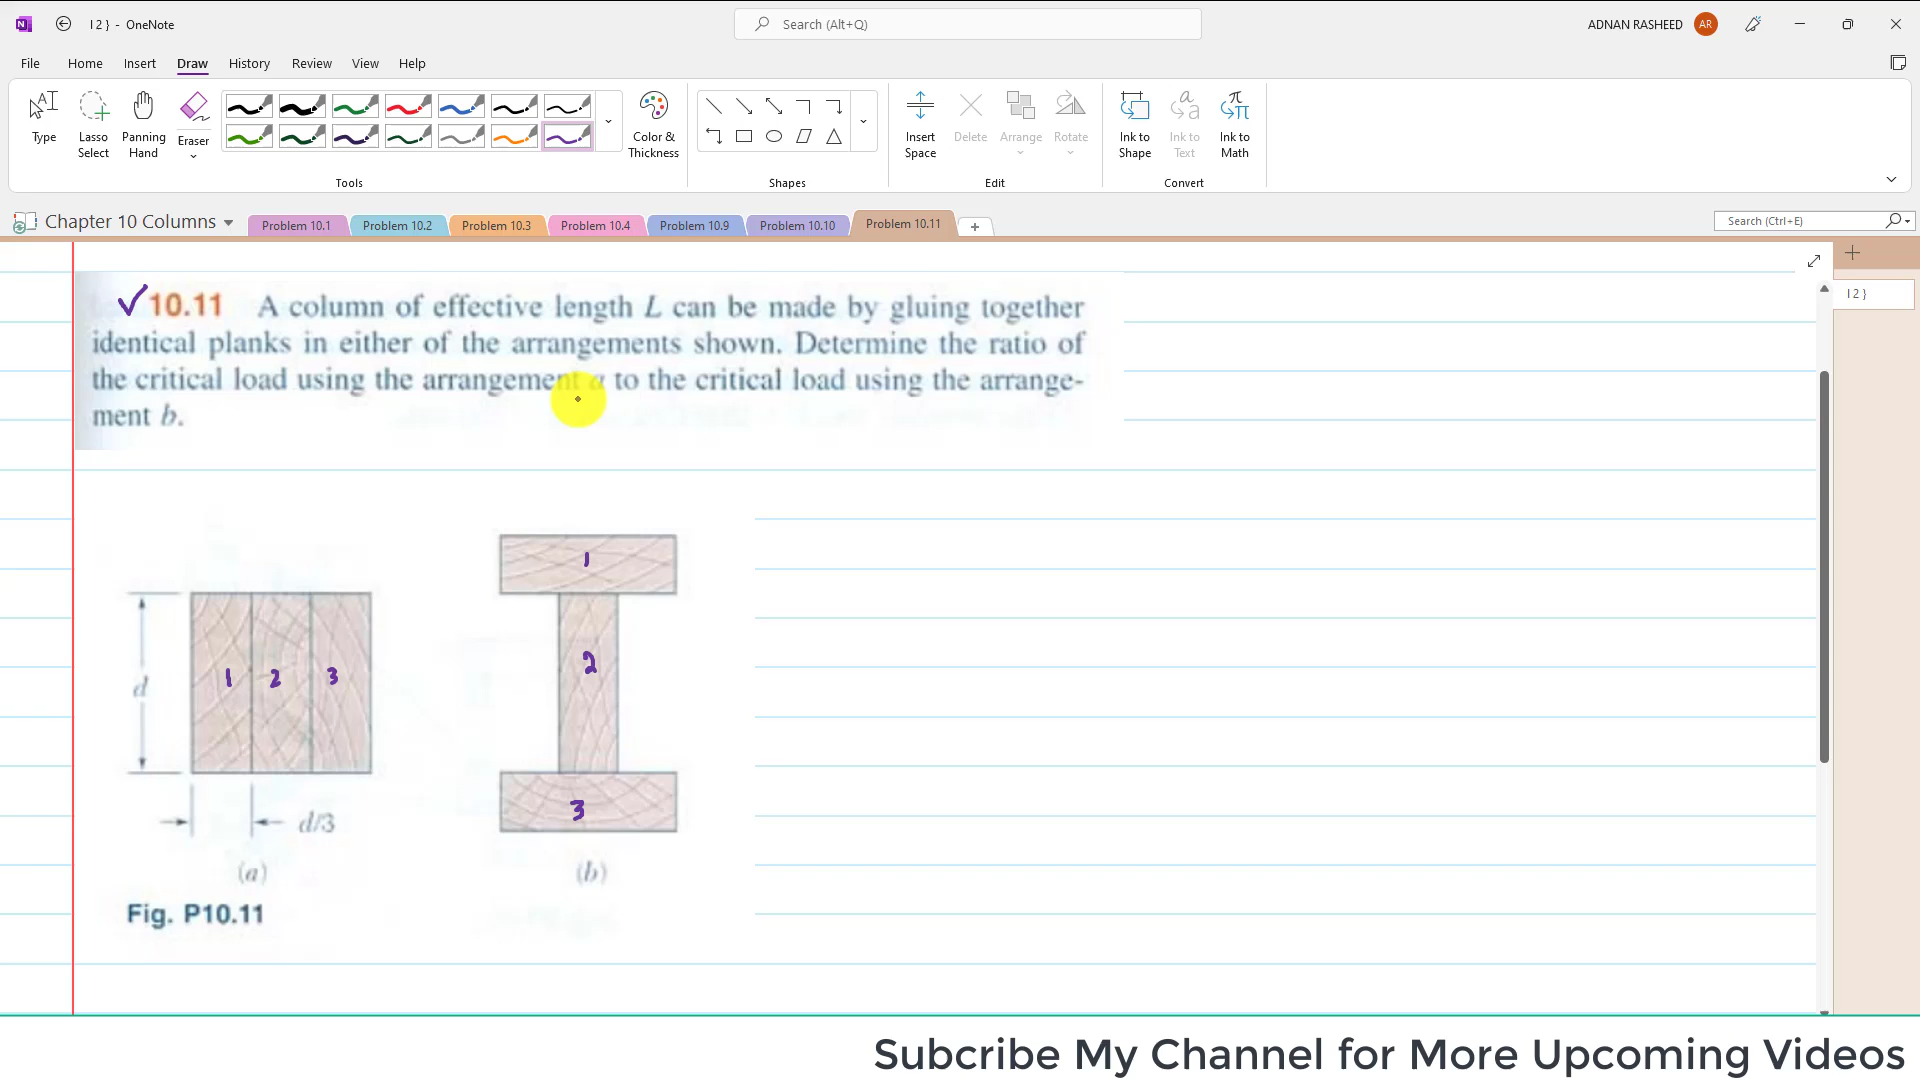 I 2 } - OneNote
Search (Alt+Q)
ADNAN RASHEED AR
File Home Insert Draw History Review View Help
Type
Lasso Select
Panning Hand
Eraser
Color & Thickness
Insert Space
Delete
Arrange
Rotate
Ink to Shape
Ink to Text
Ink to Math
Tools Shapes Edit Convert
Chapter 10 Columns
Problem 10.1 Problem 10.2 Problem 10.3 Problem 10.4 Problem 10.9 Problem 10.10 Problem 10.11
Search (Ctrl+E)
I 2 }
✓10.11 A column of effective length L can be made by gluing together
identical planks in either of the arrangements shown. Determine the ratio of
the critical load using the arrangement a to the critical load using the arrange-
ment b.
1
d 1 2 3
2
3
d/3
(a) (b)
Fig. P10.11
Subcribe My Channel for More Upcoming Videos